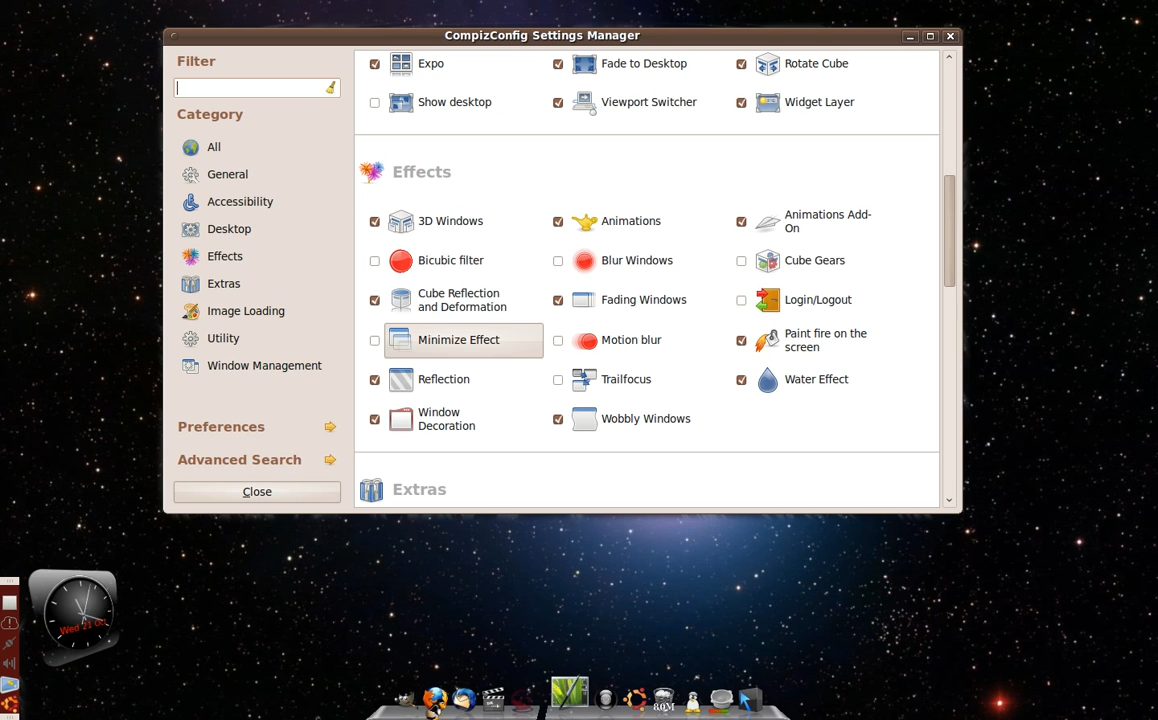 CompizConfig Settings Manager
Filter
Category
All
General
Accessibility
Desktop
Effects
Extras
Image Loading
Utility
Window Management
Preferences
Advanced Search
Close
Expo
Fade to Desktop
Rotate Cube
Show desktop
Viewport Switcher
Widget Layer
Effects
3D Windows
Animations
Animations Add-
On
Bicubic filter
Blur Windows
Cube Gears
Cube Reflection
and Deformation
Fading Windows
Login/Logout
Minimize Effect
Motion blur
Paint fire on the
screen
Reflection
Trailfocus
Water Effect
Window
Decoration
Wobbly Windows
Extras
Wed 21